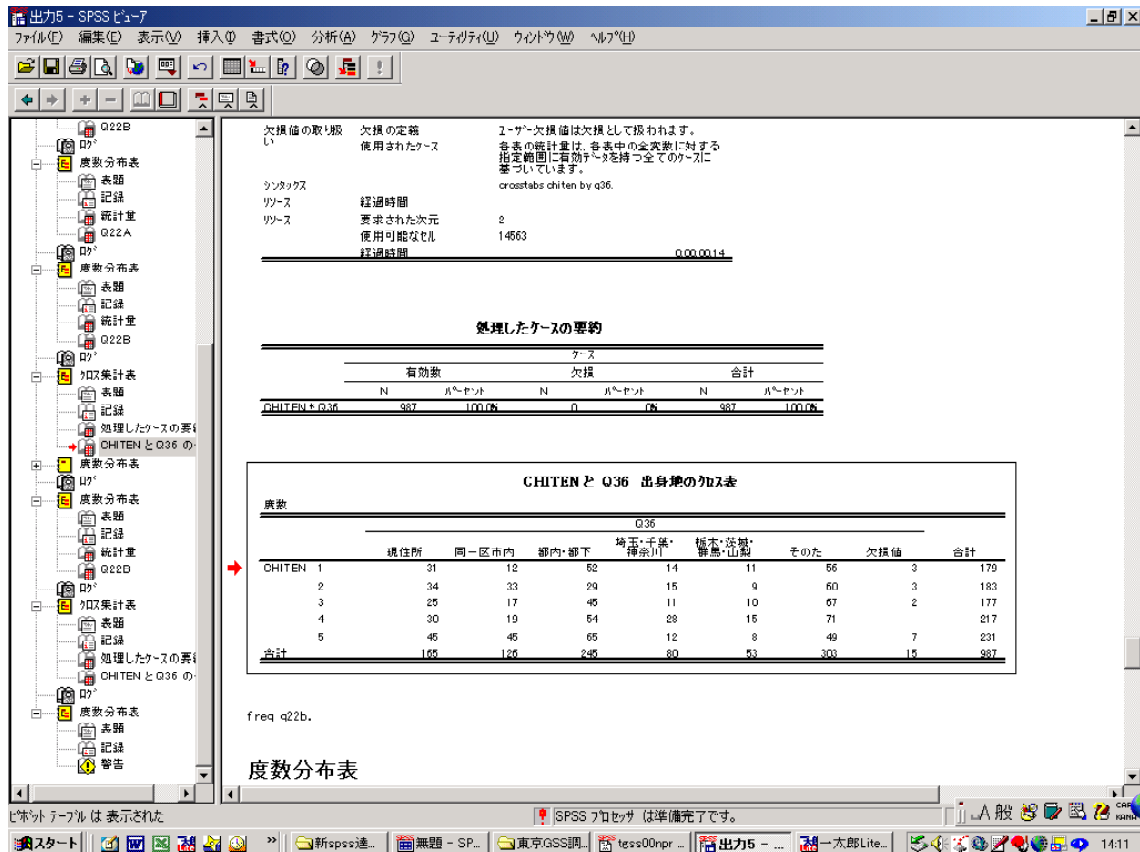 出力5 - SPSS ビューア
ファイル(F) 編集(E) 表示(V) 挿入(I) 書式(O) 分析(A) グラフ(G) ユーティリティ(U) ウィンドウ(W) ヘルプ(H)
Q22B
ログ
度数分布表
表題
記録
統計量
Q22A
ログ
度数分布表
表題
記録
統計量
Q22B
ログ
クロス集計表
表題
記録
処理したケースの要
CHITEN と Q36 の
度数分布表
ログ
度数分布表
表題
記録
統計量
Q22D
ログ
クロス集計表
表題
記録
処理したケースの要
CHITEN と Q36 の
ログ
度数分布表
表題
記録
警告
欠損値の取り扱い 欠損の定義 ユーザー欠損値は欠損として扱われます。
使用されたケース 各表の統計量は、各表中の全変数に対する
指定範囲に有効データを持つ全てのケースに
基づいています。
シンタックス crosstabs chiten by q36.
リソース 経過時間
リソース 要求された次元 2
使用可能なセル 14563
経過時間 0:00:00.14
処理したケースの要約
ケース
有効数 欠損 合計
N パーセント N パーセント N パーセント
CHITEN * Q36 987 100.0% 0 .0% 987 100.0%
CHITEN と Q36 出身地のクロス表
度数
Q36
現住所 同一区市内 都内・都下 埼玉・千葉・神奈川 栃木・茨城・群馬・山梨 そのた 欠損値 合計
CHITEN 1 31 12 52 14 11 56 3 179
2 34 33 29 15 9 60 3 183
3 25 17 45 11 10 67 2 177
4 30 19 54 28 15 71 217
5 45 45 65 12 8 49 7 231
合計 165 126 245 80 53 303 15 987
freq q22b.
度数分布表
ピボット テーブル は 表示された
SPSS プロセッサ は準備完了です。
A般
CAPS
KANA
スタート
新spss達...
無題 - SP...
東京GSS調...
tess00npr ...
出力5 - ...
一太郎Lite...
14:11